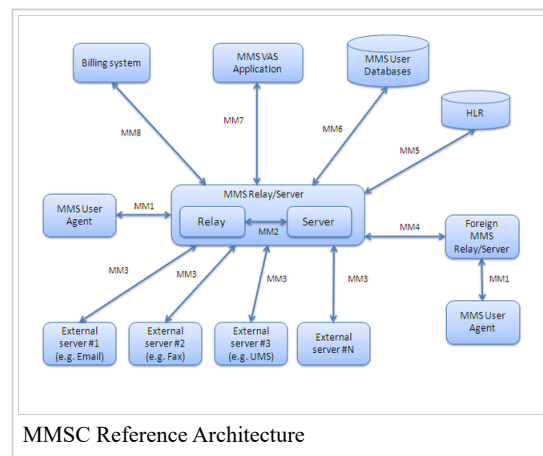 Billing system
MMS VAS
Application
MMS User
Databases
HLR
MM8
MM7
MM6
MM5
MMS Relay/Server
MMS User
Agent
MM1
Relay
MM2
Server
MM4
Foreign
MMS
Relay/Server
MM3
MM3
MM3
MM3
MM1
External
server #1
(e.g. Email)
External
server #2
(e.g. Fax)
External
server #3
(e.g. UMS)
External
server #N
MMS User
Agent
MMSC Reference Architecture